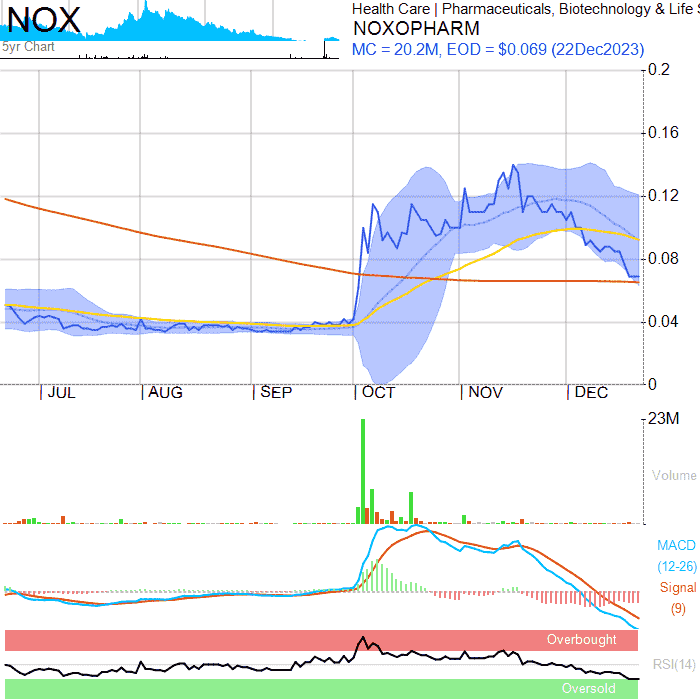 NOX
5yr Chart
Health Care | Pharmaceuticals, Biotechnology & Life S
NOXOPHARM
MC = 20.2M, EOD = $0.069 (22Dec2023)
0.2
0.16
0.12
0.08
0.04
0
JUL AUG SEP OCT NOV DEC
23M
Volume
MACD
(12-26)
Signal
(9)
Overbought
RSI(14)
Oversold